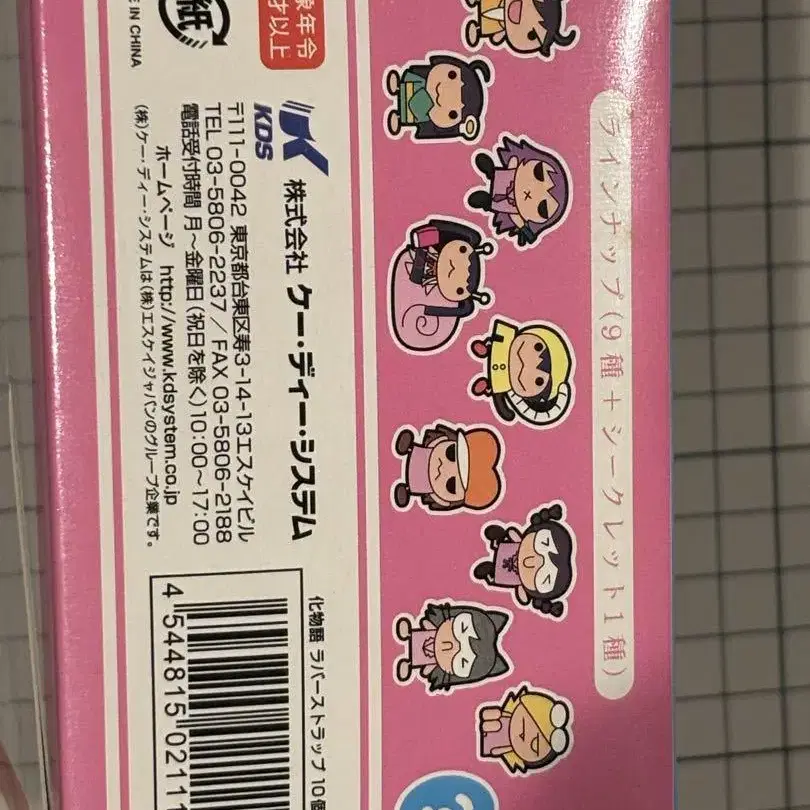 ラインナップ(9種+シークレット1種)
象年令
才以上
紙
E IN CHINA
KDS
株式会社 ケー・ディー・システム
〒111-0042 東京都台東区寿3-14-13エスケイビル
TEL 03-5806-2237／FAX 03-5806-2188
電話受付時間 月〜金曜日(祝日を除く)10:00〜17:00
ホームページ http://www.kdsystem.co.jp
(株)ケー・ディー・システムは(株)エスケイジャパンのグループ企業です。
化物語 ラバーストラップ 10個
4 544815 02111